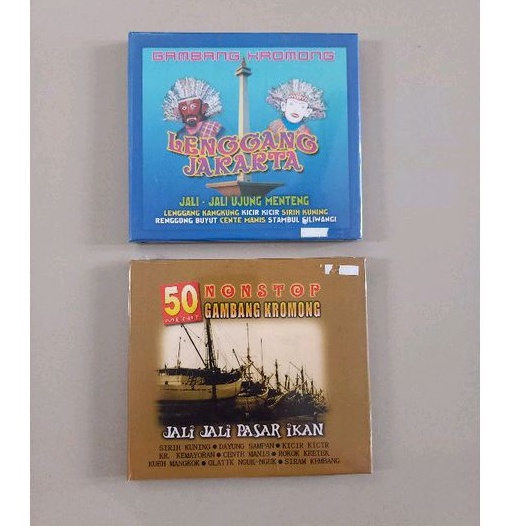 GAMBANG KROMONG
LENGGANG
JAKARTA
JALI - JALI UJUNG MENTENG
LENGGANG KANGKUNG KICIR KICIR SIRIH KUNING
RENGGONG BUYUT CENTE MANIS STAMBUL CILIWANGI
50 NONSTOP
GAMBANG KROMONG
JALI JALI PASAR IKAN
SIRIH KUNING ● DAYUNG SAMPAN ● KICIR KICIR
KR. KEMAYORAN ● CENTE MANIS ● ROKOK KRETEK
KUEH MANGKOK ● GLATIK NGUK-NGUK ● SIRAM KEMBANG